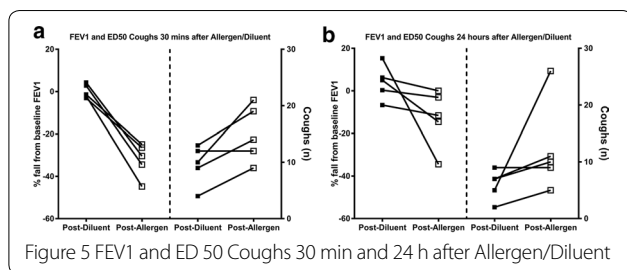 a
FEV1 and ED50 Coughs 30 mins after Allergen/Diluent
20
0
-20
-40
-60
% fall from baseline FEV1
30
20
10
0
Coughs (n)
Post-Diluent Post-Allergen Post-Diluent Post-Allergen
b
FEV1 and ED50 Coughs 24 hours after Allergen/Diluent
20
0
-20
-40
-60
% fall from baseline FEV1
30
20
10
0
Coughs (n)
Post-Diluent Post-Allergen Post-Diluent Post-Allergen
Figure 5 FEV1 and ED 50 Coughs 30 min and 24 h after Allergen/Diluent